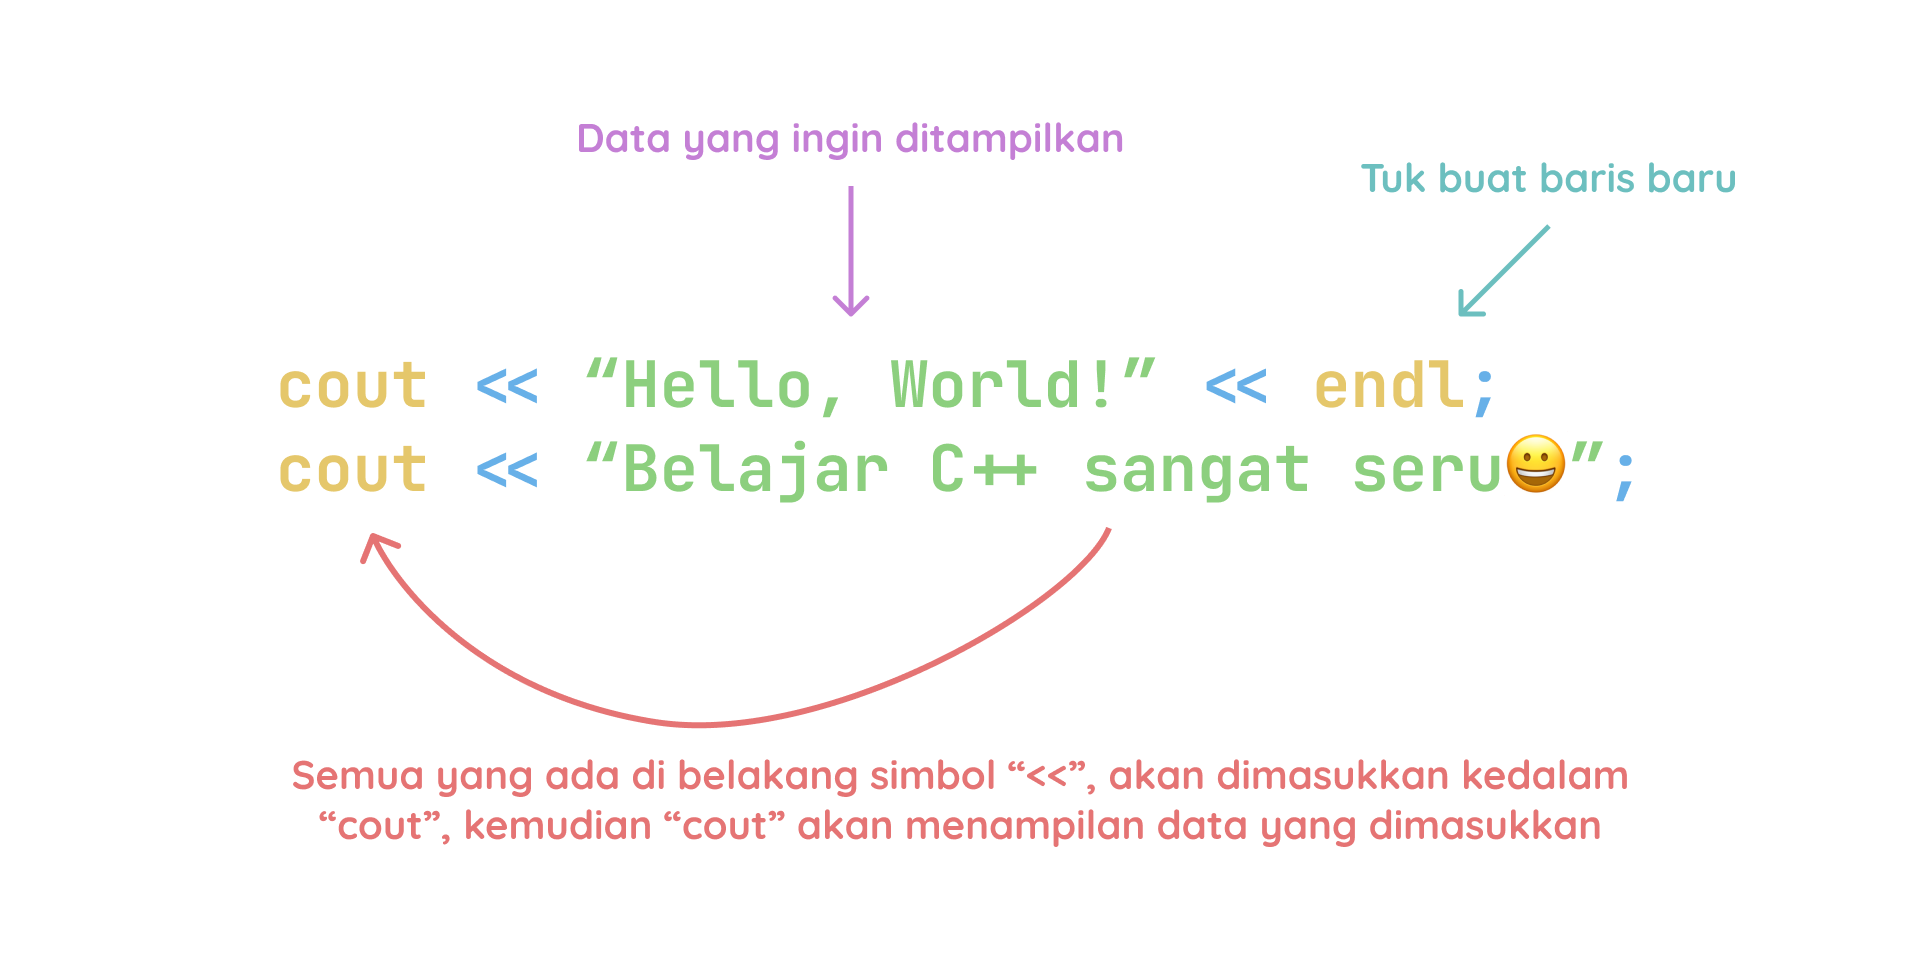 Data yang ingin ditampilkan
Tuk buat baris baru
cout << “Hello, World!” << endl;
cout << “Belajar C++ sangat seru😀”;
Semua yang ada di belakang simbol “<<”, akan dimasukkan kedalam
“cout”, kemudian “cout” akan menampilan data yang dimasukkan